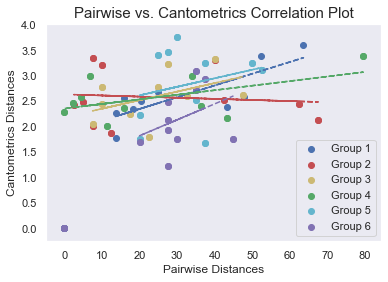 Pairwise vs. Cantometrics Correlation Plot
4.0
3.5
3.0
2.5
2.0
1.5
1.0
0.5
0.0
Cantometrics Distances
Group 1
Group 2
Group 3
Group 4
Group 5
Group 6
0 10 20 30 40 50 60 70 80
Pairwise Distances